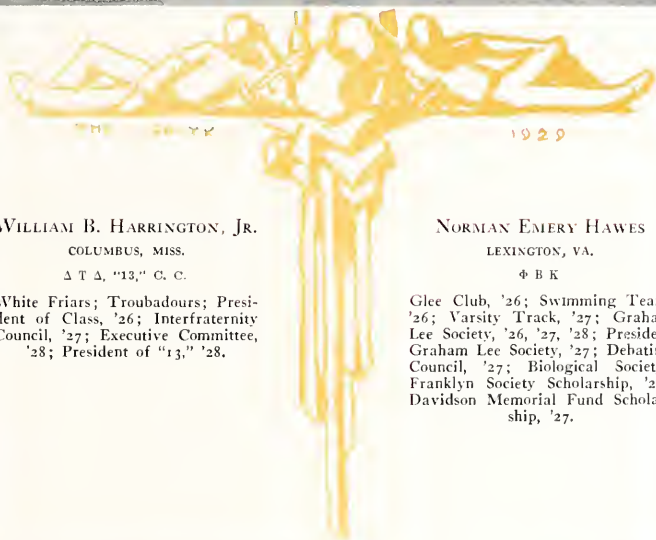 1929
WILLIAM B. HARRINGTON, JR.
COLUMBUS, MISS.
Δ Τ Δ, "13," C. C.
White Friars; Troubadours; Presi-
dent of Class, '26; Interfraternity
Council, '27; Executive Committee,
'28; President of "13," '28.
NORMAN EMERY HAWES
LEXINGTON, VA.
Φ Β Κ
Glee Club, '26; Swimming Tea
'26; Varsity Track, '27; Graha
Lee Society, '26, '27, '28; Preside
Graham Lee Society, '27; Debati
Council, '27; Biological Societ
Franklyn Society Scholarship, '2
Davidson Memorial Fund Schola
ship, '27.